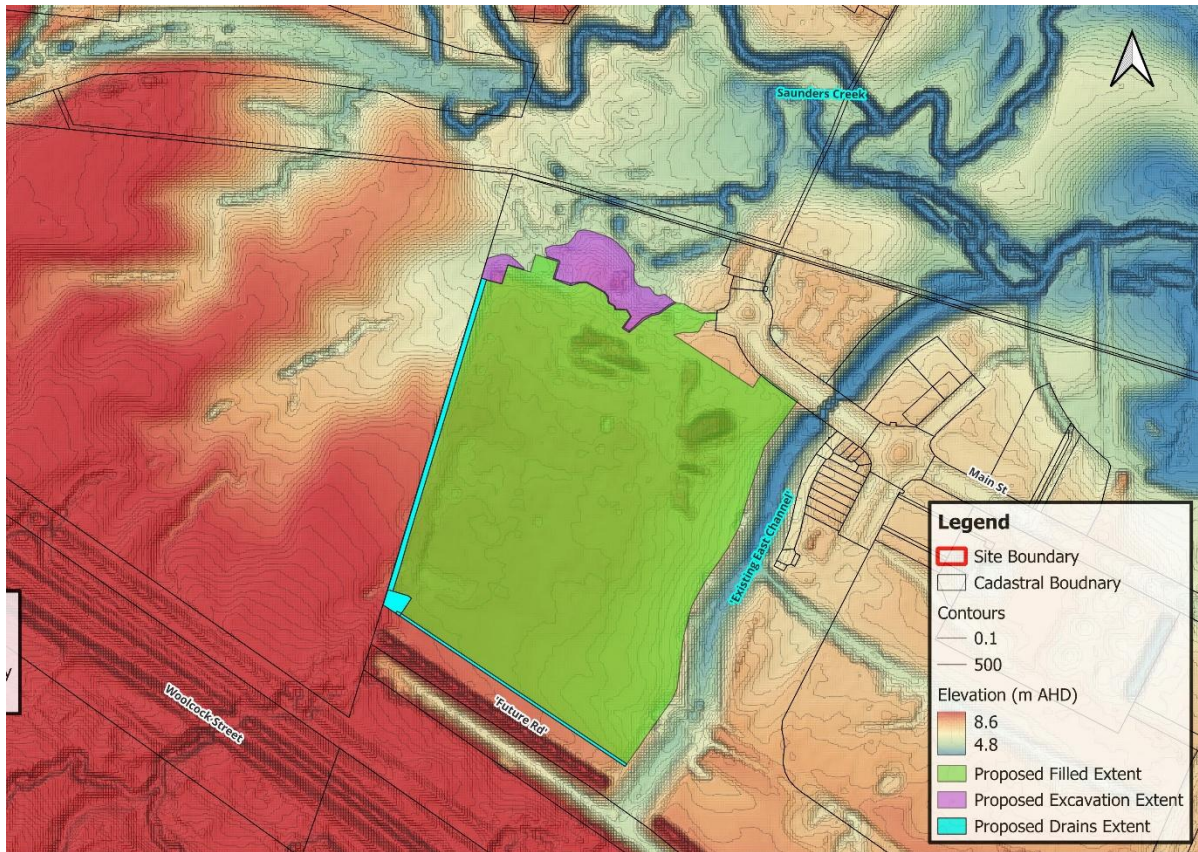 Saunders Creek
Main St
'Existing East Channel'
'Future Rd'
Woolcock Street
y
Legend
Site Boundary
Cadastral Boudnary
Contours
0.1
500
Elevation (m AHD)
8.6
4.8
Proposed Filled Extent
Proposed Excavation Extent
Proposed Drains Extent